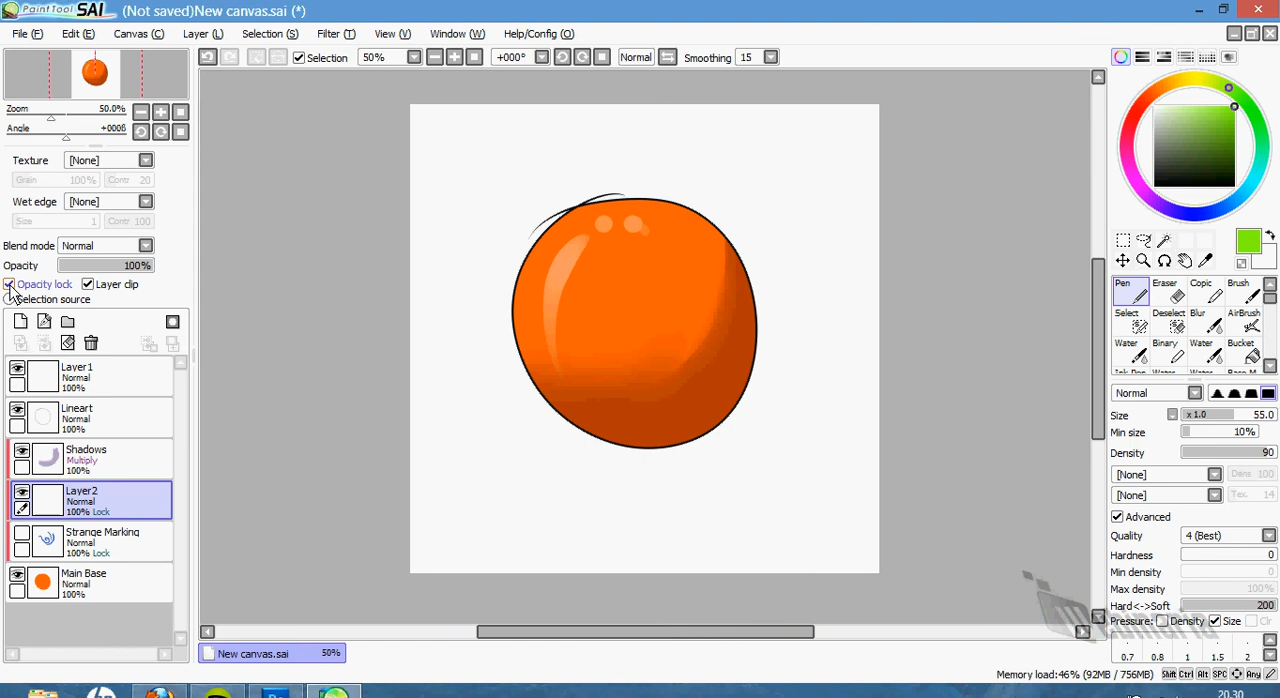 PaintTool SAI (Not saved)New canvas.sai (*)
File (F) Edit (E) Canvas (C) Layer (L) Selection (S) Filter (T) View (V) Window (W) Help/Config (O)
Selection 50% +000° Normal Smoothing 15
Zoom 50.0%
Angle +000ß
Texture [None]
Grain 100% Contr 20
Wet edge [None]
Size 1 Contr 100
Blend mode Normal
Opacity 100%
Opacity lock Layer clip
Selection source
Layer1
Normal
100%
Lineart
Normal
100%
Shadows
Multiply
100%
Layer2
Normal
100% Lock
Strange Marking
Normal
100% Lock
Main Base
Normal
100%
New canvas.sai 50%
Pen Eraser Copic Brush
Select Deselect Blur AirBrush
Water Binary Water Bucket
Normal
Size x 1.0 55.0
Min size 10%
Density 90
[None] Dens 100
[None] Tex. 14
Advanced
Quality 4 (Best)
Hardness 0
Min density 0
Max density 100%
Hard<->Soft 200
Pressure: Density Size Clr
0.7 0.8 1 1.5 2
Memory load:46% (92MB / 756MB) Shift Ctrl Alt SPC Any
20.30